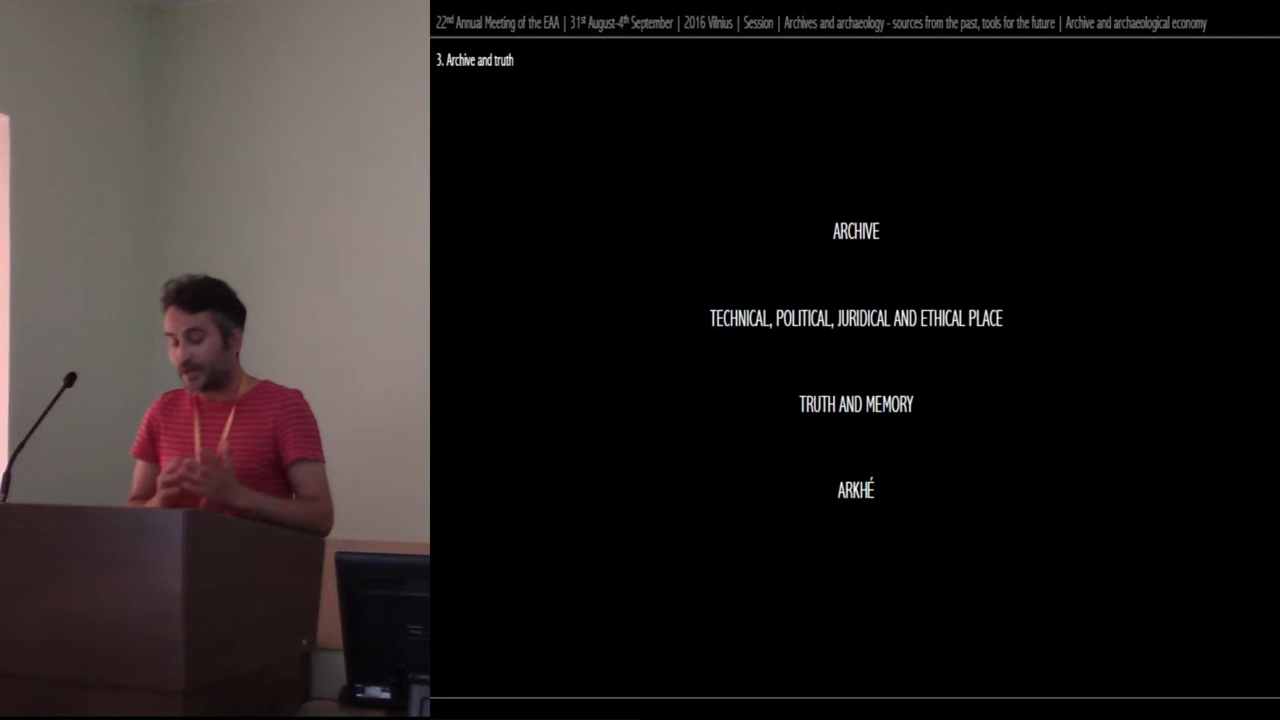 22nd Annual Meeting of the EAA | 31st August-4th September | 2016 Vilnius | Session | Archives and archaeology - sources from the past, tools for the future | Archive and archaeological economy
3. Archive and truth
ARCHIVE
TECHNICAL, POLITICAL, JURIDICAL AND ETHICAL PLACE
TRUTH AND MEMORY
ARKHÉ